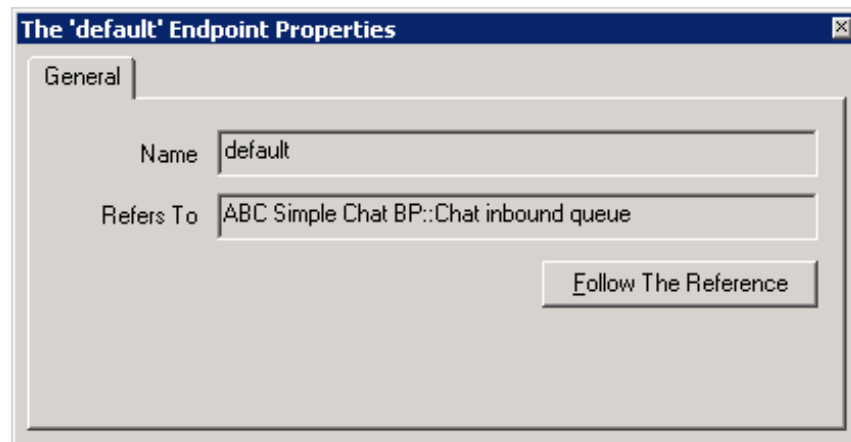 The 'default' Endpoint Properties
General
Name default
Refers To ABC Simple Chat BP::Chat inbound queue
Follow The Reference